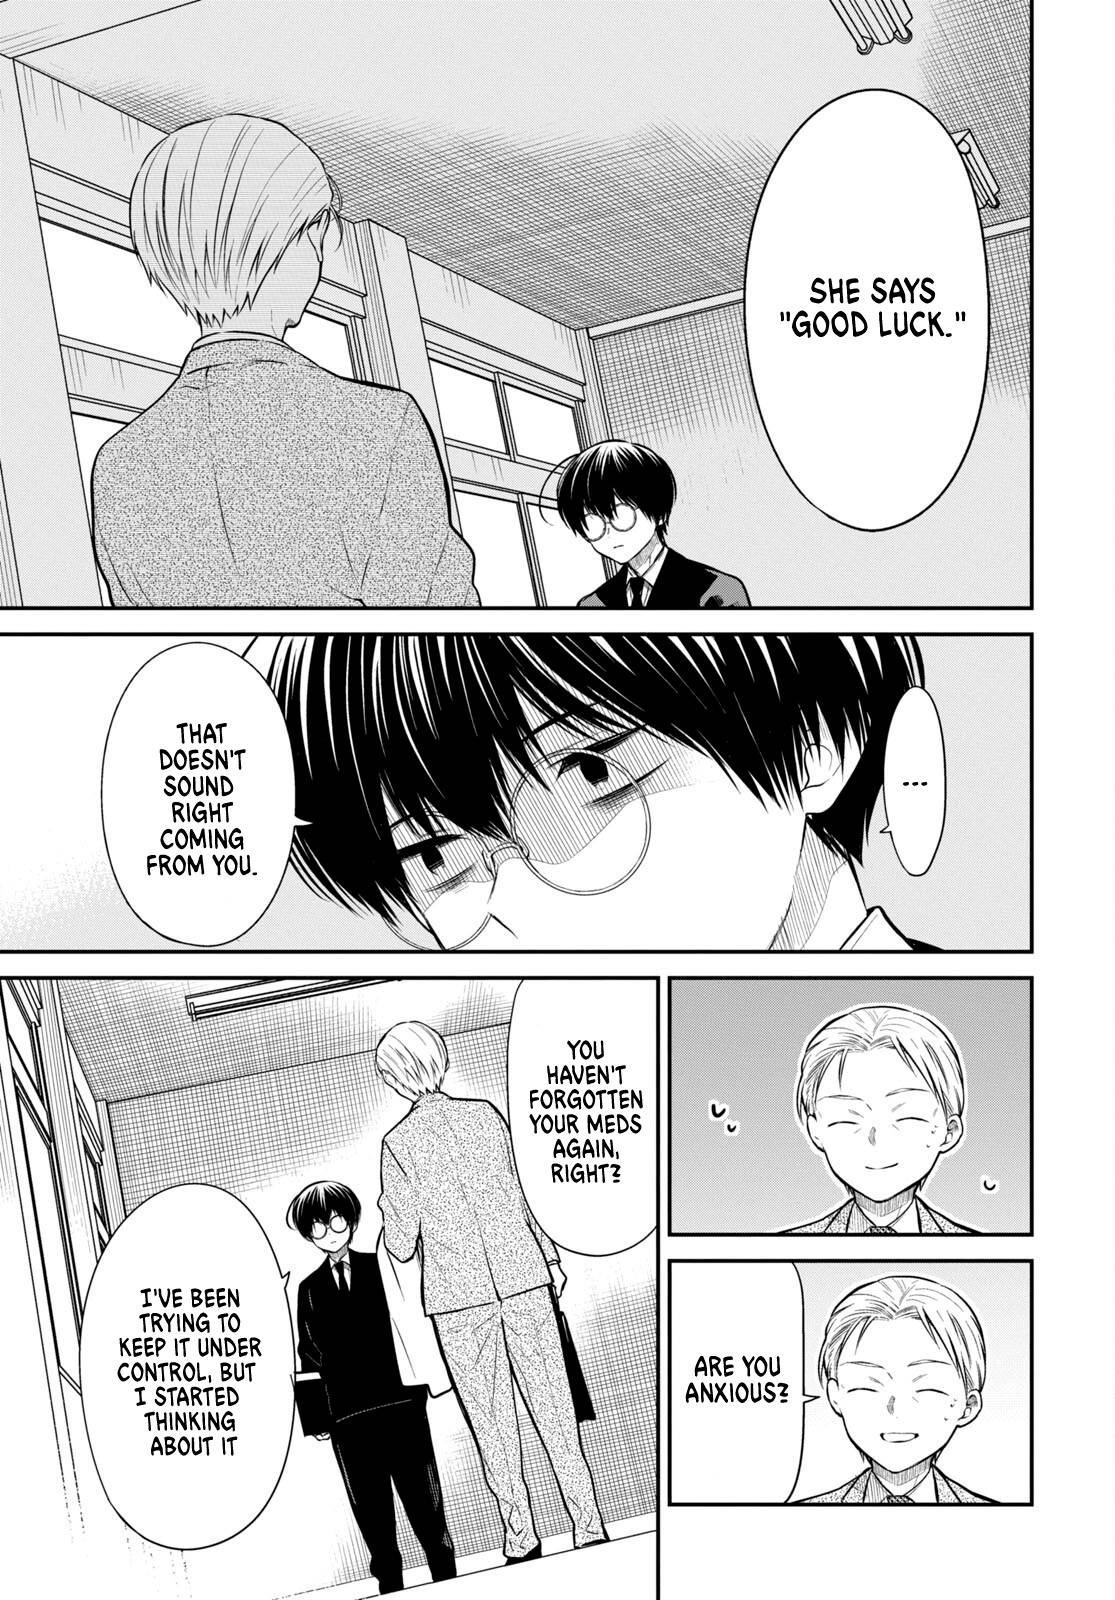 SHE SAYS
"GOOD LUCK."
...
THAT
DOESN'T
SOUND
RIGHT
COMING
FROM YOU.
ARE YOU
ANXIOUS?
YOU
HAVEN'T
FORGOTTEN
YOUR MEDS
AGAIN,
RIGHT?
I'VE BEEN
TRYING TO
KEEP IT UNDER
CONTROL, BUT
I STARTED
THINKING
ABOUT IT